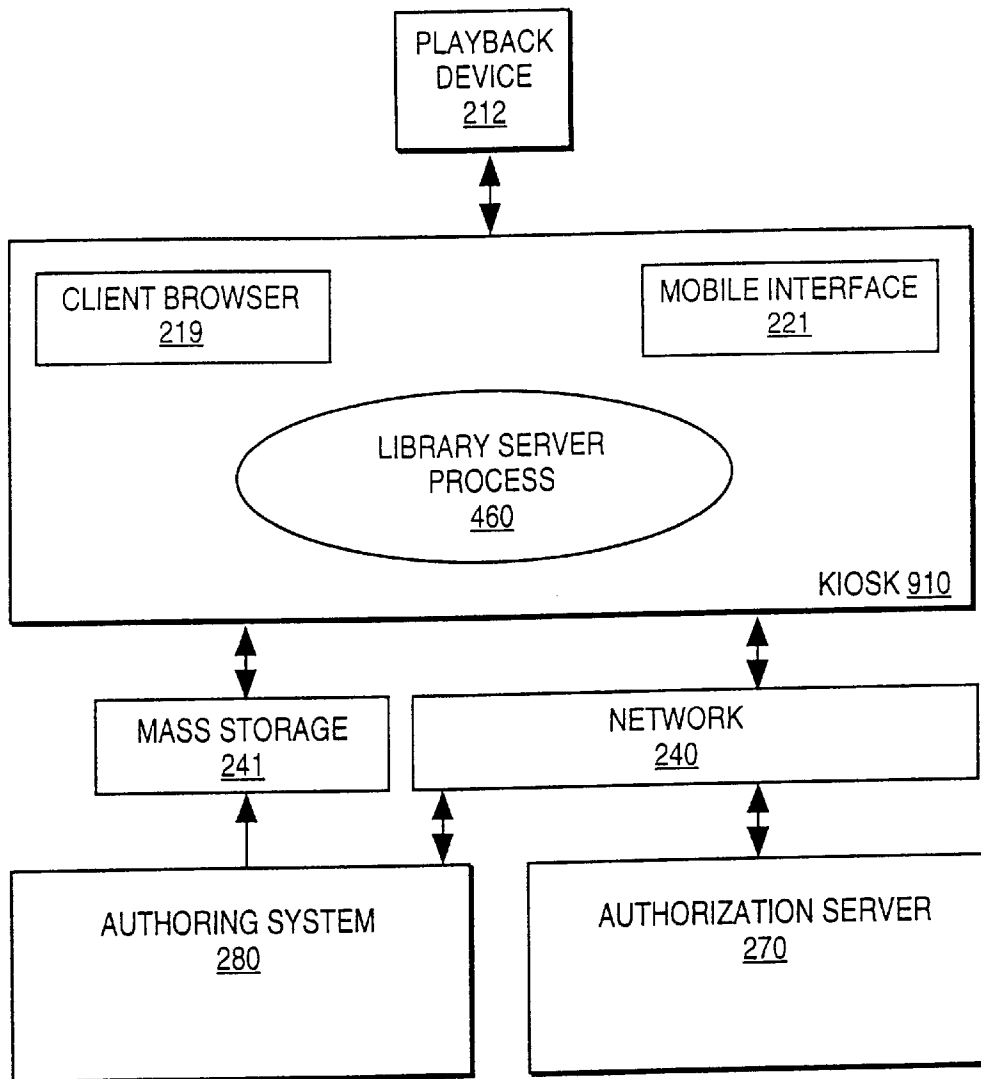 PLAYBACK
DEVICE
212
CLIENT BROWSER
219
MOBILE INTERFACE
221
LIBRARY SERVER
PROCESS
460
KIOSK 910
MASS STORAGE
241
NETWORK
240
AUTHORING SYSTEM
280
AUTHORIZATION SERVER
270